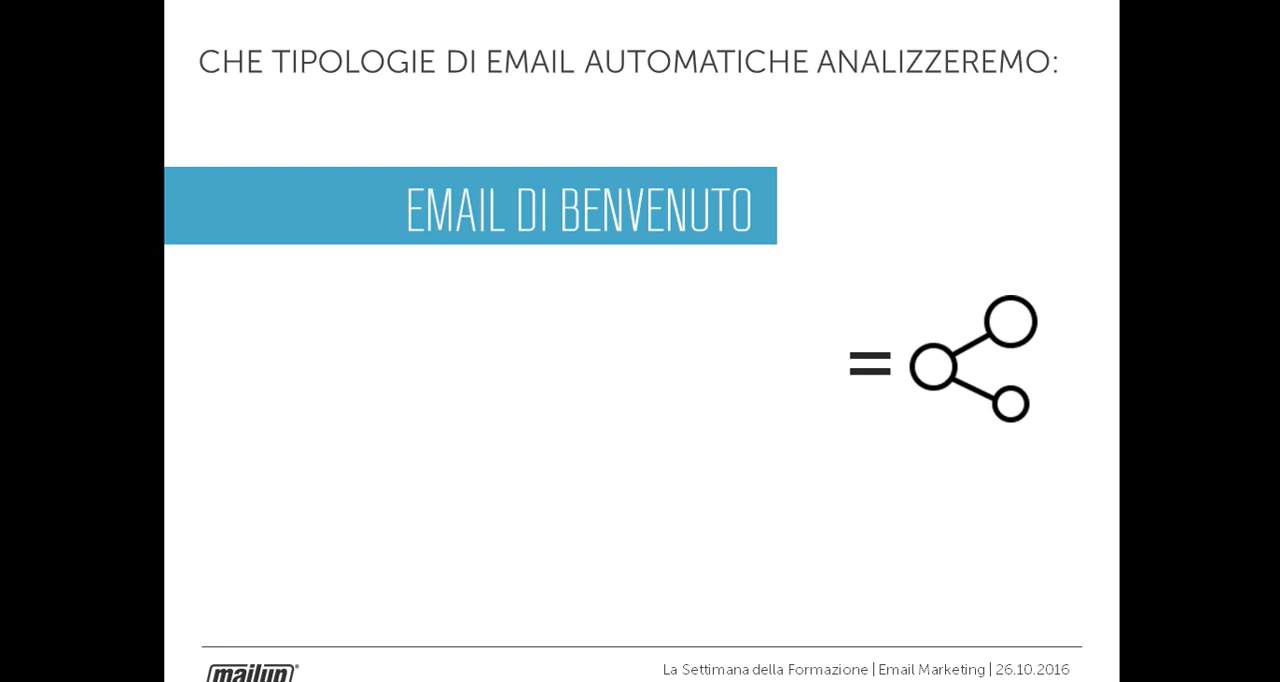 CHE TIPOLOGIE DI EMAIL AUTOMATICHE ANALIZZEREMO:
EMAIL DI BENVENUTO
=
mailup®
La Settimana della Formazione | Email Marketing | 26.10.2016